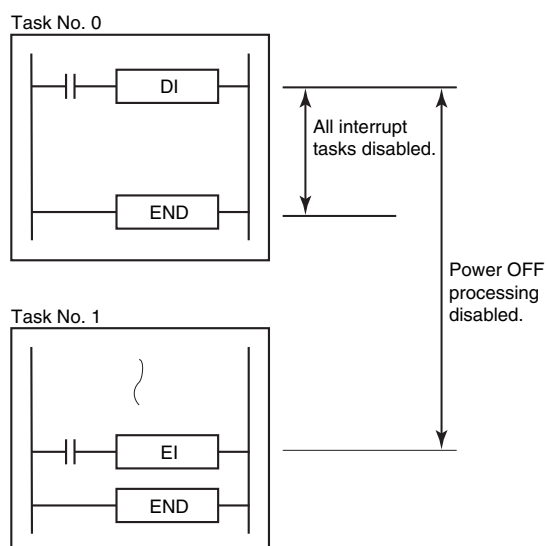 Task No. 0
DI
All interrupt
tasks disabled.
END
Power OFF
processing
disabled.
Task No. 1
EI
END